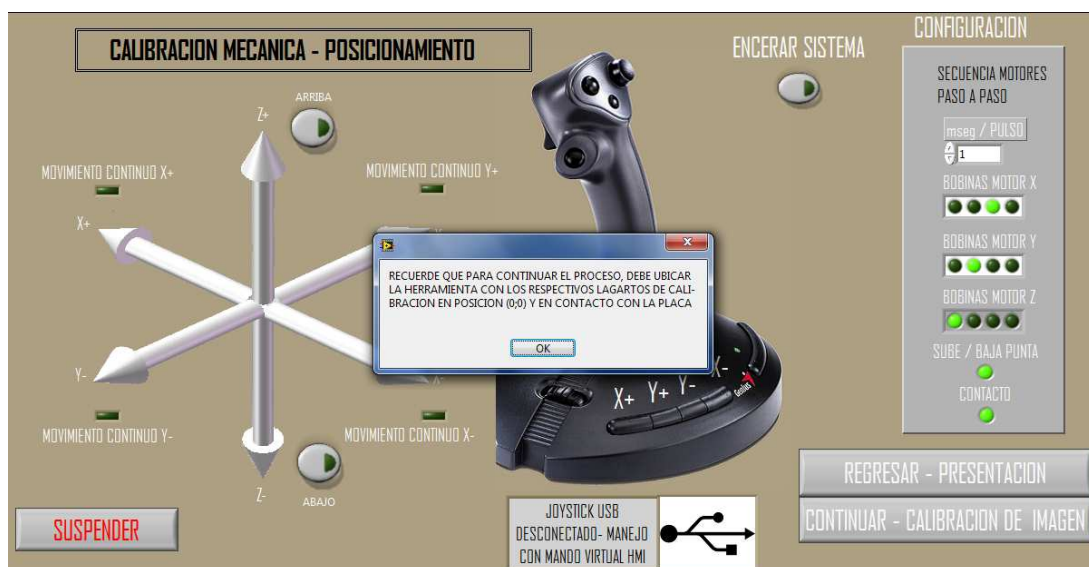 CALIBRACION MECANICA - POSICIONAMIENTO
ENCERAR SISTEMA
CONFIGURACION
SECUENCIA MOTORES
PASO A PASO
mseg / PULSO
1
BOBINAS MOTOR X
BOBINAS MOTOR Y
BOBINAS MOTOR Z
SUBE / BAJA PUNTA
CONTACTO
ARRIBA
Z+
MOVIMIENTO CONTINUO X+
MOVIMIENTO CONTINUO Y+
X+
RECUERDE QUE PARA CONTINUAR EL PROCESO, DEBE UBICAR
LA HERRAMIENTA CON LOS RESPECTIVOS LAGARTOS DE CALI-
BRACION EN POSICION (0;0) Y EN CONTACTO CON LA PLACA
OK
Y-
X-
MOVIMIENTO CONTINUO Y-
MOVIMIENTO CONTINUO X-
Z-
ABAJO
X+ Y+ Y- X-
Genius
SUSPENDER
JOYSTICK USB
DESCONECTADO- MANEJO
CON MANDO VIRTUAL HMI
REGRESAR - PRESENTACION
CONTINUAR - CALIBRACION DE IMAGEN